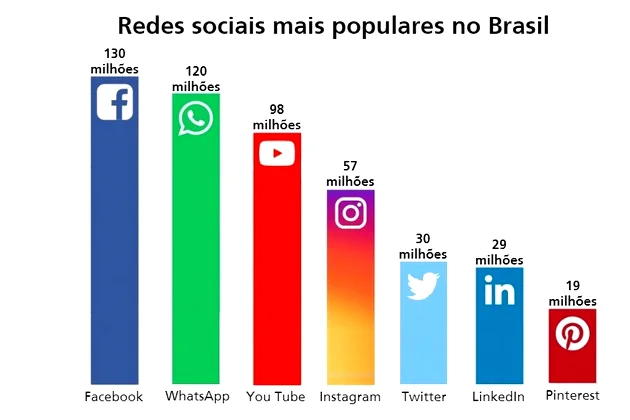 Redes sociais mais populares no Brasil
130
milhões
120
milhões
98
milhões
57
milhões
30
milhões
29
milhões
19
milhões
in
Facebook
WhatsApp
You Tube
Instagram
Twitter
LinkedIn
Pinterest